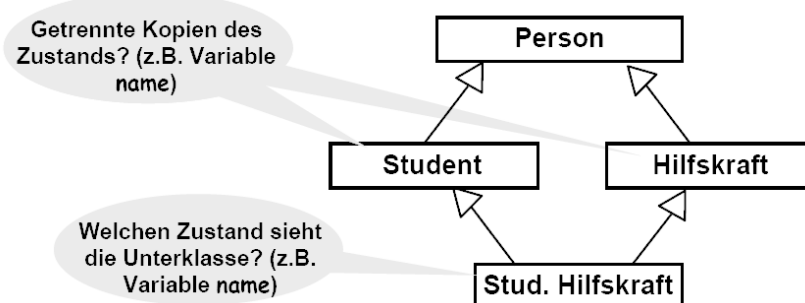 Getrennte Kopien des
Zustands? (z.B. Variable
name)
Person
Student
Hilfskraft
Welchen Zustand sieht
die Unterklasse? (z.B.
Variable name)
Stud. Hilfskraft